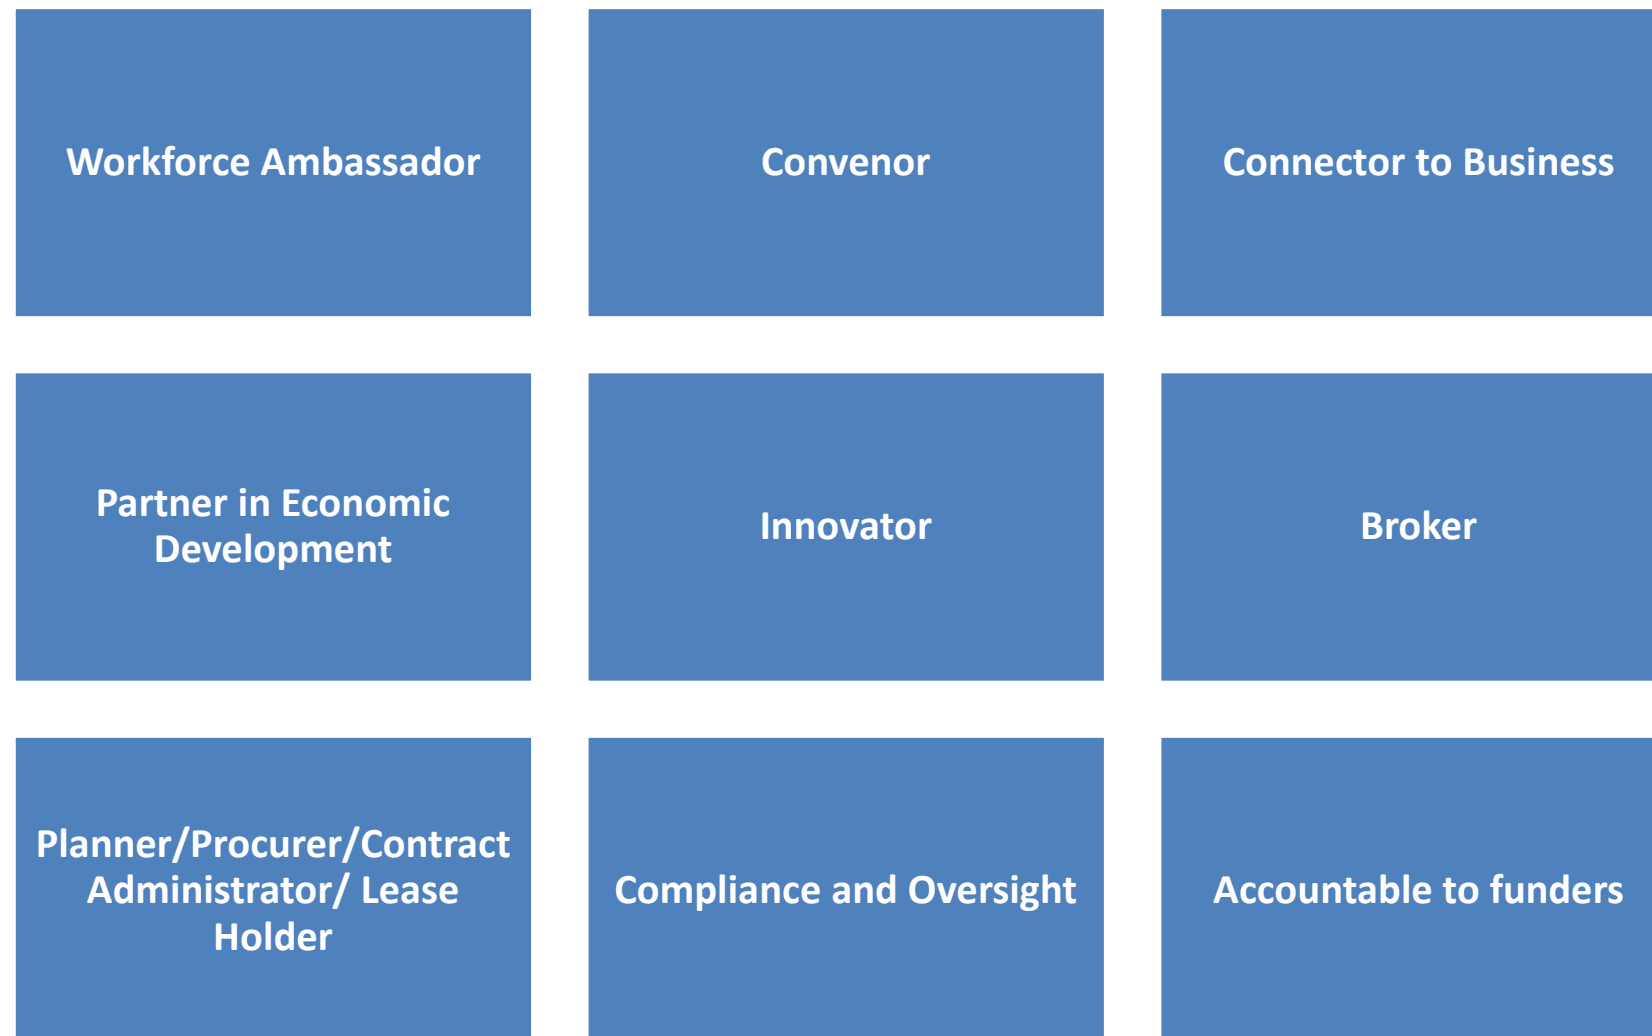 Workforce Ambassador
Convenor
Connector to Business
Partner in Economic
Development
Innovator
Broker
Planner/Procurer/Contract
Administrator/ Lease
Holder
Compliance and Oversight
Accountable to funders